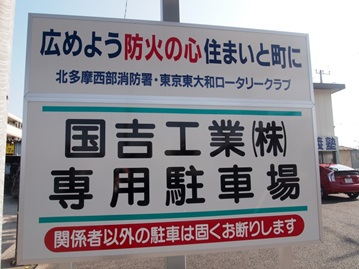 広めよう防火の心住まいと町に
北多摩西部消防署・東京東大和ロータリークラブ
国吉工業㈱
専用駐車場
関係者以外の駐車は固くお断りします